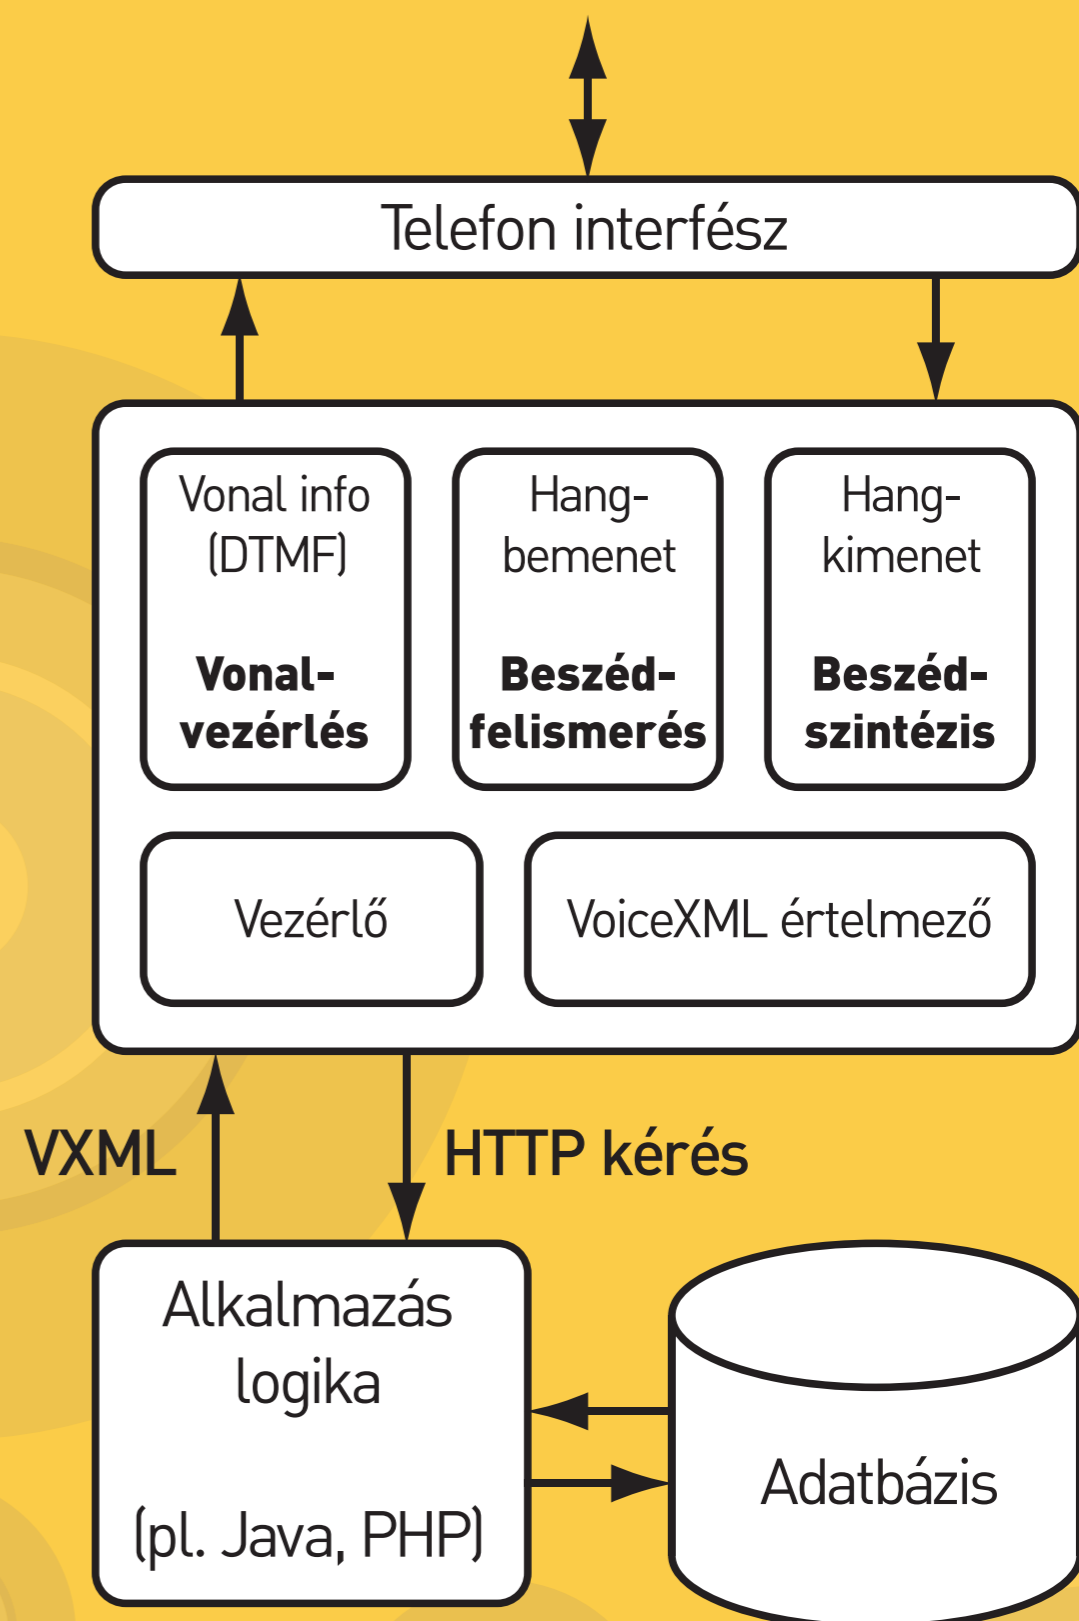 Telefon interfész
Vonal info
(DTMF)
Vonal-
vezérlés
Hang-
bemenet
Beszéd-
felismerés
Hang-
kimenet
Beszéd-
szintézis
Vezérlő
VoiceXML értelmező
VXML
HTTP kérés
Alkalmazás
logika
(pl. Java, PHP)
Adatbázis